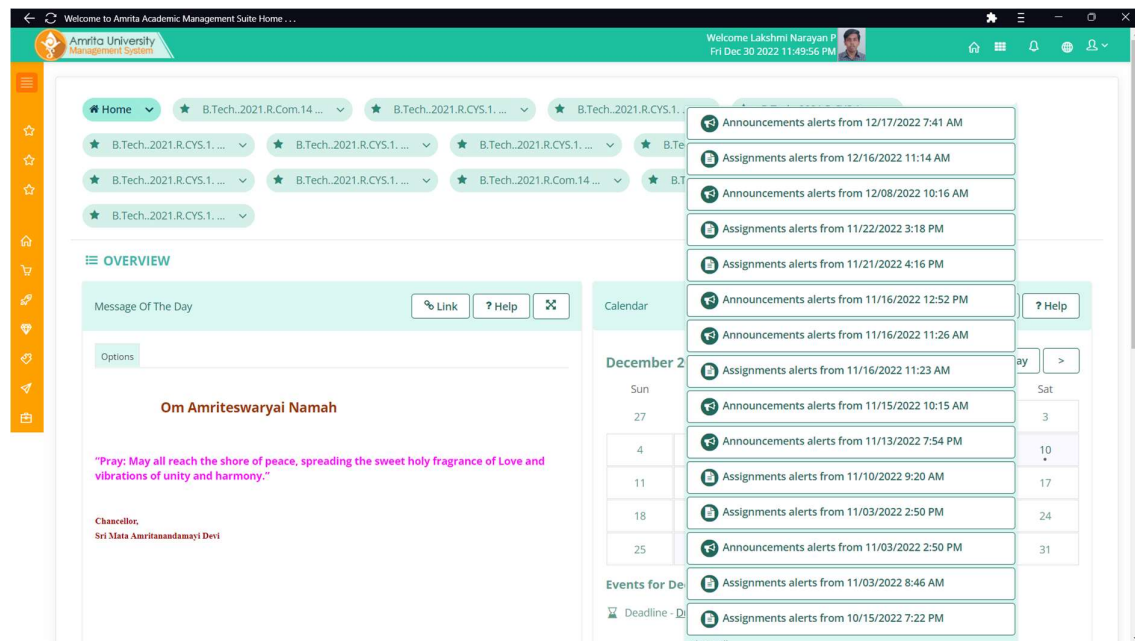 Welcome to Amrita Academic Management Suite Home . . .
Amrita University
Management System
Welcome Lakshmi Narayan P
Fri Dec 30 2022 11:49:56 PM
Home
B.Tech..2021.R.Com.14 ...
B.Tech..2021.R.CYS.1. ...
B.Tech..2021.R.CYS.1. .
B.Tech..2021.R.CYS.1. ...
B.Tech..2021.R.CYS.1. ...
B.Tech..2021.R.CYS.1. ...
B.Te
B.Tech..2021.R.CYS.1. ...
B.Tech..2021.R.CYS.1. ...
B.Tech..2021.R.Com.14 ...
B.T
B.Tech..2021.R.CYS.1. ...
OVERVIEW
Message Of The Day
Link
? Help
Options
Om Amriteswaryai Namah
"Pray: May all reach the shore of peace, spreading the sweet holy fragrance of Love and
vibrations of unity and harmony."
Chancellor,
Sri Mata Amritanandamayi Devi
Calendar
? Help
December 2
ay
>
Sun
Sat
27
3
4
10
11
17
18
24
25
31
Events for De
Deadline - D
Announcements alerts from 12/17/2022 7:41 AM
Assignments alerts from 12/16/2022 11:14 AM
Announcements alerts from 12/08/2022 10:16 AM
Assignments alerts from 11/22/2022 3:18 PM
Assignments alerts from 11/21/2022 4:16 PM
Announcements alerts from 11/16/2022 12:52 PM
Announcements alerts from 11/16/2022 11:26 AM
Assignments alerts from 11/16/2022 11:23 AM
Announcements alerts from 11/15/2022 10:15 AM
Announcements alerts from 11/13/2022 7:54 PM
Assignments alerts from 11/10/2022 9:20 AM
Assignments alerts from 11/03/2022 2:50 PM
Announcements alerts from 11/03/2022 2:50 PM
Assignments alerts from 11/03/2022 8:46 AM
Assignments alerts from 10/15/2022 7:22 PM